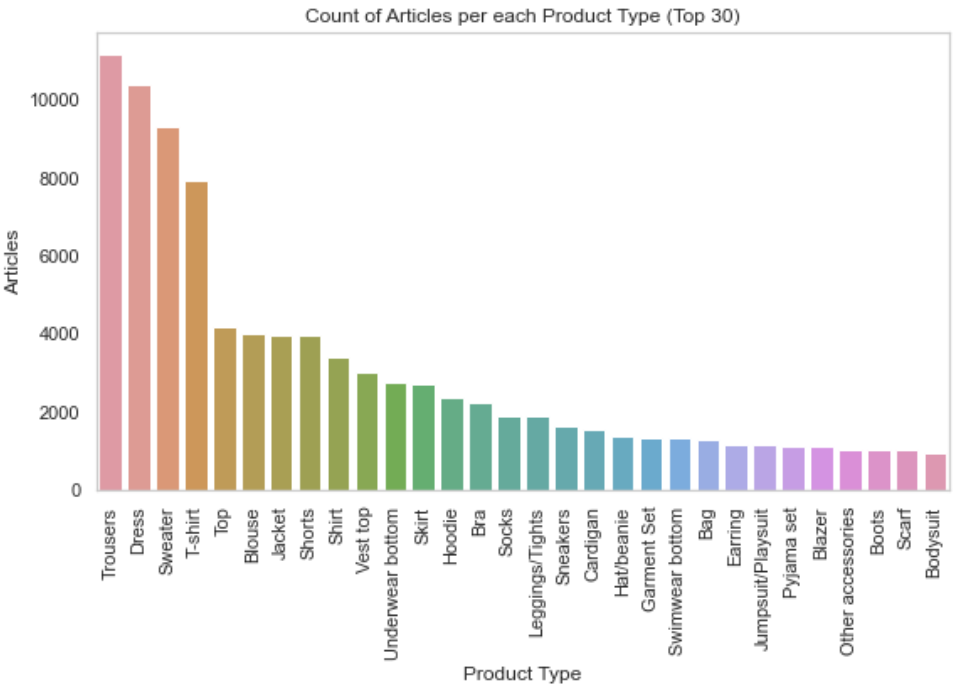 Count of Articles per each Product Type (Top 30)
Articles
10000
8000
6000
4000
2000
0
Trousers
Dress
Sweater
T-shirt
Top
Blouse
Jacket
Shorts
Shirt
Vest top
Underwear bottom
Skirt
Hoodie
Bra
Socks
Leggings/Tights
Sneakers
Cardigan
Hat/beanie
Garment Set
Swimwear bottom
Bag
Earring
Jumpsuit/Playsuit
Pyjama set
Blazer
Other accessories
Boots
Scarf
Bodysuit
Product Type